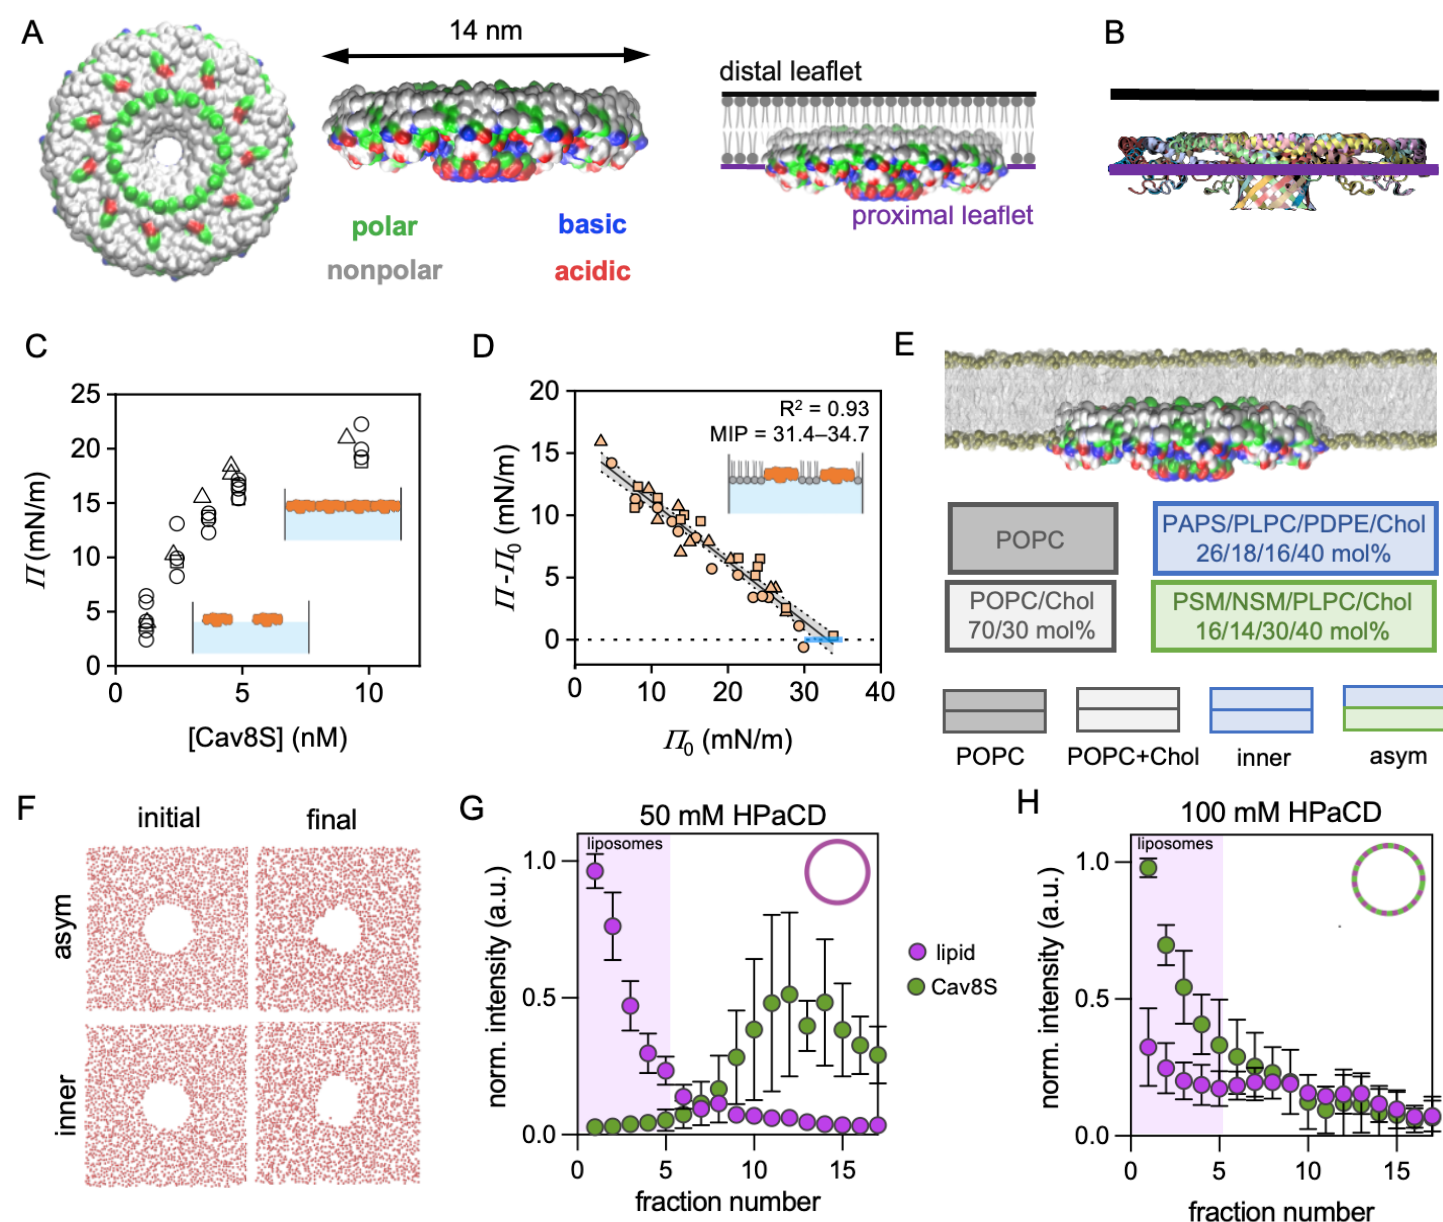 A
14 nm
polar
basic
nonpolar
acidic
distal leaflet
proximal leaflet
B
C
Π (mN/m)
25
20
15
10
5
0
0
5
10
[Cav8S] (nM)
D
Π - Π₀ (mN/m)
20
15
10
5
0
R² = 0.93
MIP = 31.4–34.7
0
10
20
30
40
Π₀ (mN/m)
E
POPC
PAPS/PLPC/PDPE/Chol
26/18/16/40 mol%
POPC/Chol
70/30 mol%
PSM/NSM/PLPC/Chol
16/14/30/40 mol%
POPC
POPC+Chol
inner
asym
F
initial
final
asym
inner
G
50 mM HPaCD
liposomes
norm. intensity (a.u.)
1.0
0.5
0.0
0
5
10
15
fraction number
lipid
Cav8S
H
100 mM HPaCD
liposomes
norm. intensity (a.u.)
1.0
0.5
0.0
0
5
10
15
fraction number